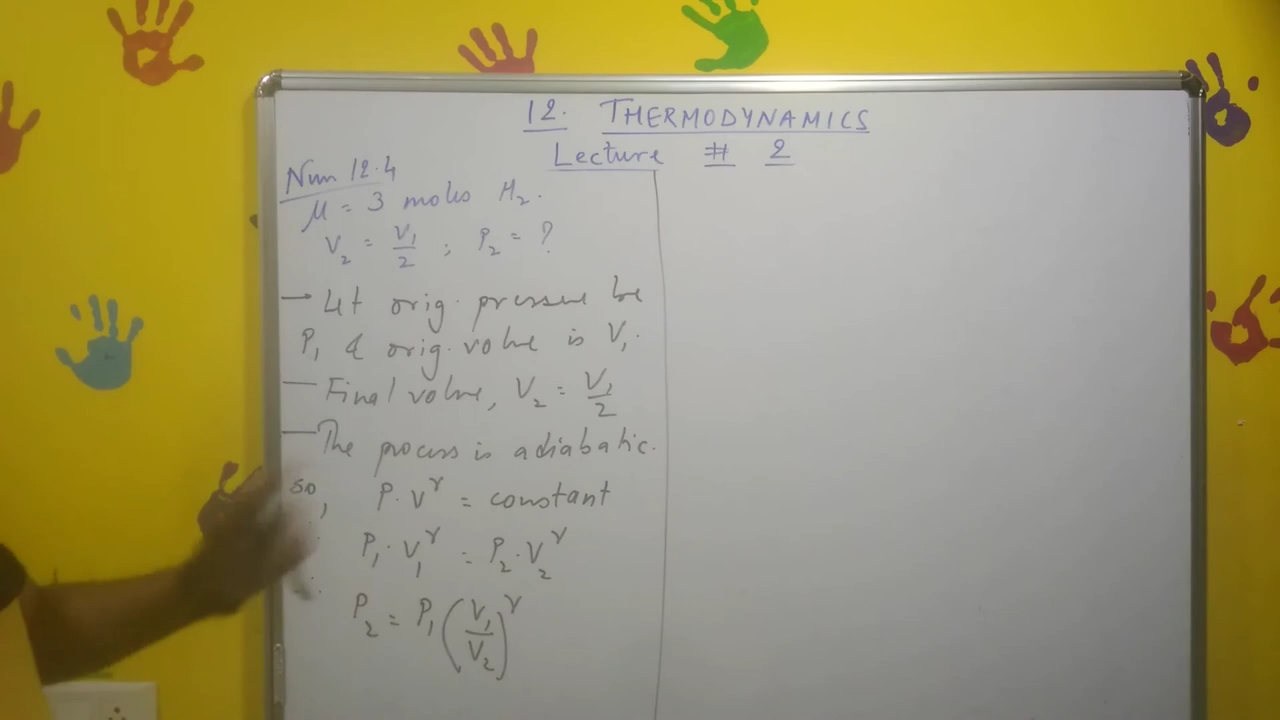 12. THERMODYNAMICS
Lecture # 2
Num 12.4
μ = 3 moles H₂.
V₂ = V₁/2 ; P₂ = ?
→ Let orig. pressure be
P₁ & orig. volume is V₁.
— Final volume, V₂ = V₁/2
— The process is adiabatic.
so, P·V^γ = constant
P₁·V₁^γ = P₂·V₂^γ
P₂ = P₁(V₁/V₂)^γ